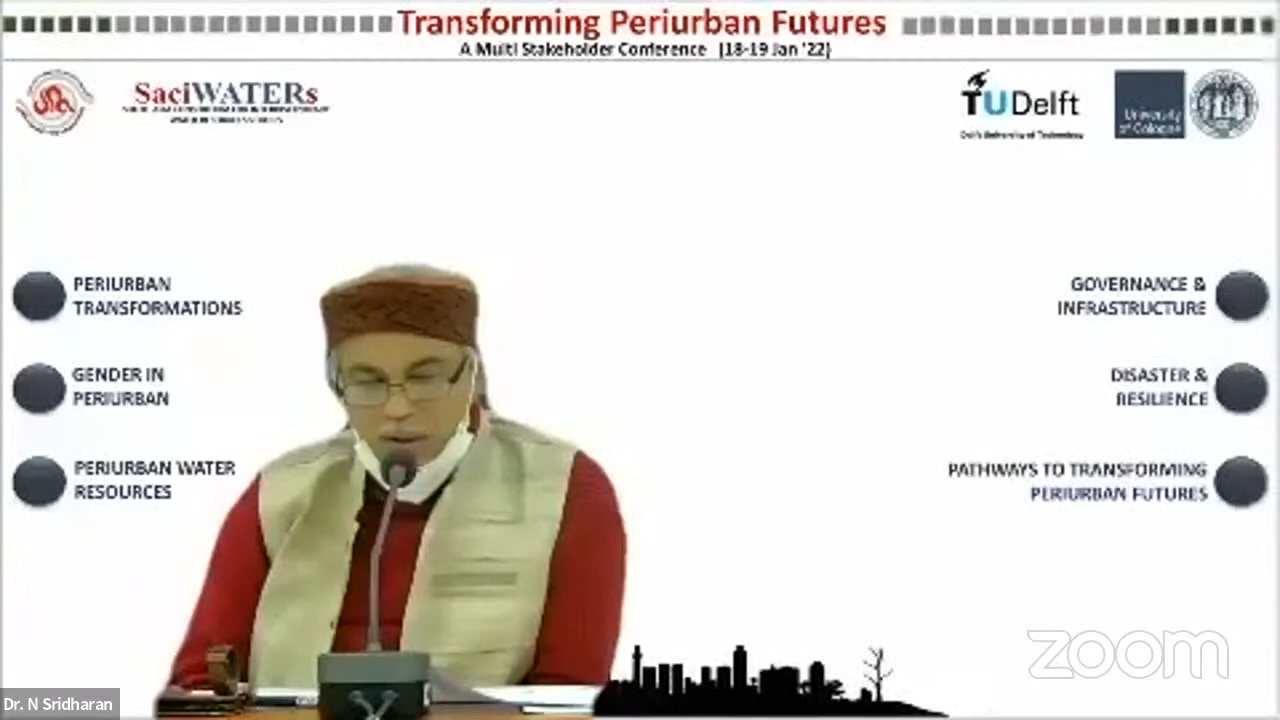 Transforming Periurban Futures
A Multi Stakeholder Conference (18-19 Jan '22)
SaciWATERs
TUDelft
Delft University of Technology
University
of Cologne
PERIURBAN
TRANSFORMATIONS
GENDER IN
PERIURBAN
PERIURBAN WATER
RESOURCES
GOVERNANCE &
INFRASTRUCTURE
DISASTER &
RESILIENCE
PATHWAYS TO TRANSFORMING
PERIURBAN FUTURES
zoom
Dr. N Sridharan